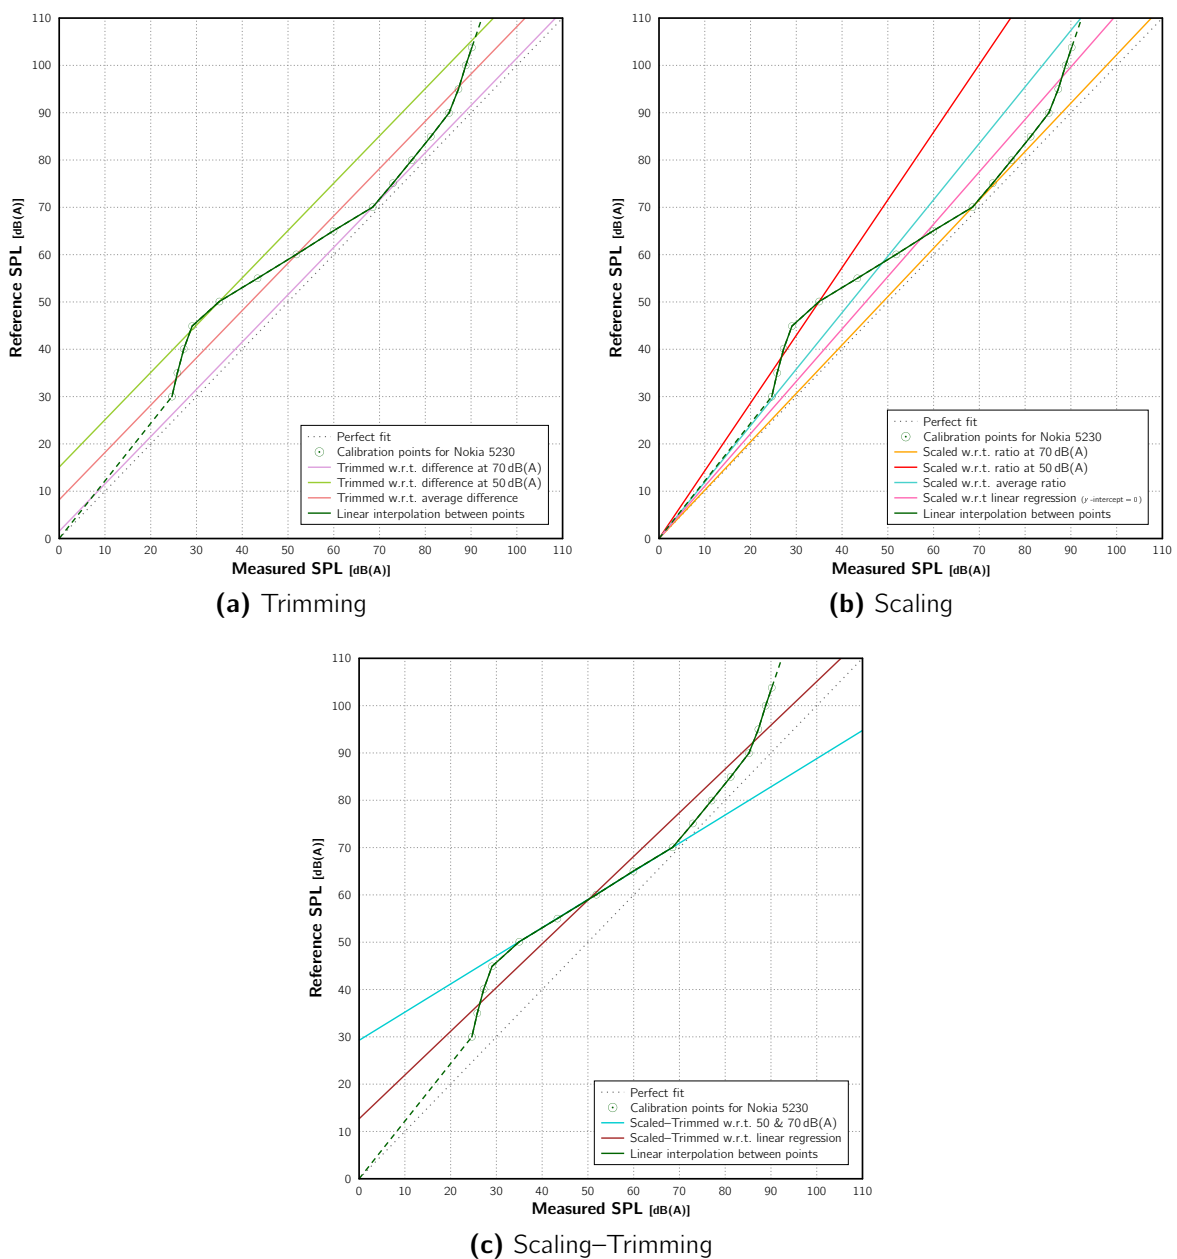 110
100
90
80
70
60
50
40
30
20
10
0
Reference SPL [dB(A)]
Perfect fit
Calibration points for Nokia 5230
Trimmed w.r.t. difference at 70 dB(A)
Trimmed w.r.t. difference at 50 dB(A)
Trimmed w.r.t. average difference
Linear interpolation between points
0 10 20 30 40 50 60 70 80 90 100 110
Measured SPL [dB(A)]
(a) Trimming
110
100
90
80
70
60
50
40
30
20
10
0
Reference SPL [dB(A)]
Perfect fit
Calibration points for Nokia 5230
Scaled w.r.t. ratio at 70 dB(A)
Scaled w.r.t. ratio at 50 dB(A)
Scaled w.r.t. average ratio
Scaled w.r.t linear regression (y-intercept = 0)
Linear interpolation between points
0 10 20 30 40 50 60 70 80 90 100 110
Measured SPL [dB(A)]
(b) Scaling
110
100
90
80
70
60
50
40
30
20
10
0
Reference SPL [dB(A)]
Perfect fit
Calibration points for Nokia 5230
Scaled–Trimmed w.r.t. 50 & 70 dB(A)
Scaled–Trimmed w.r.t. linear regression
Linear interpolation between points
0 10 20 30 40 50 60 70 80 90 100 110
Measured SPL [dB(A)]
(c) Scaling–Trimming